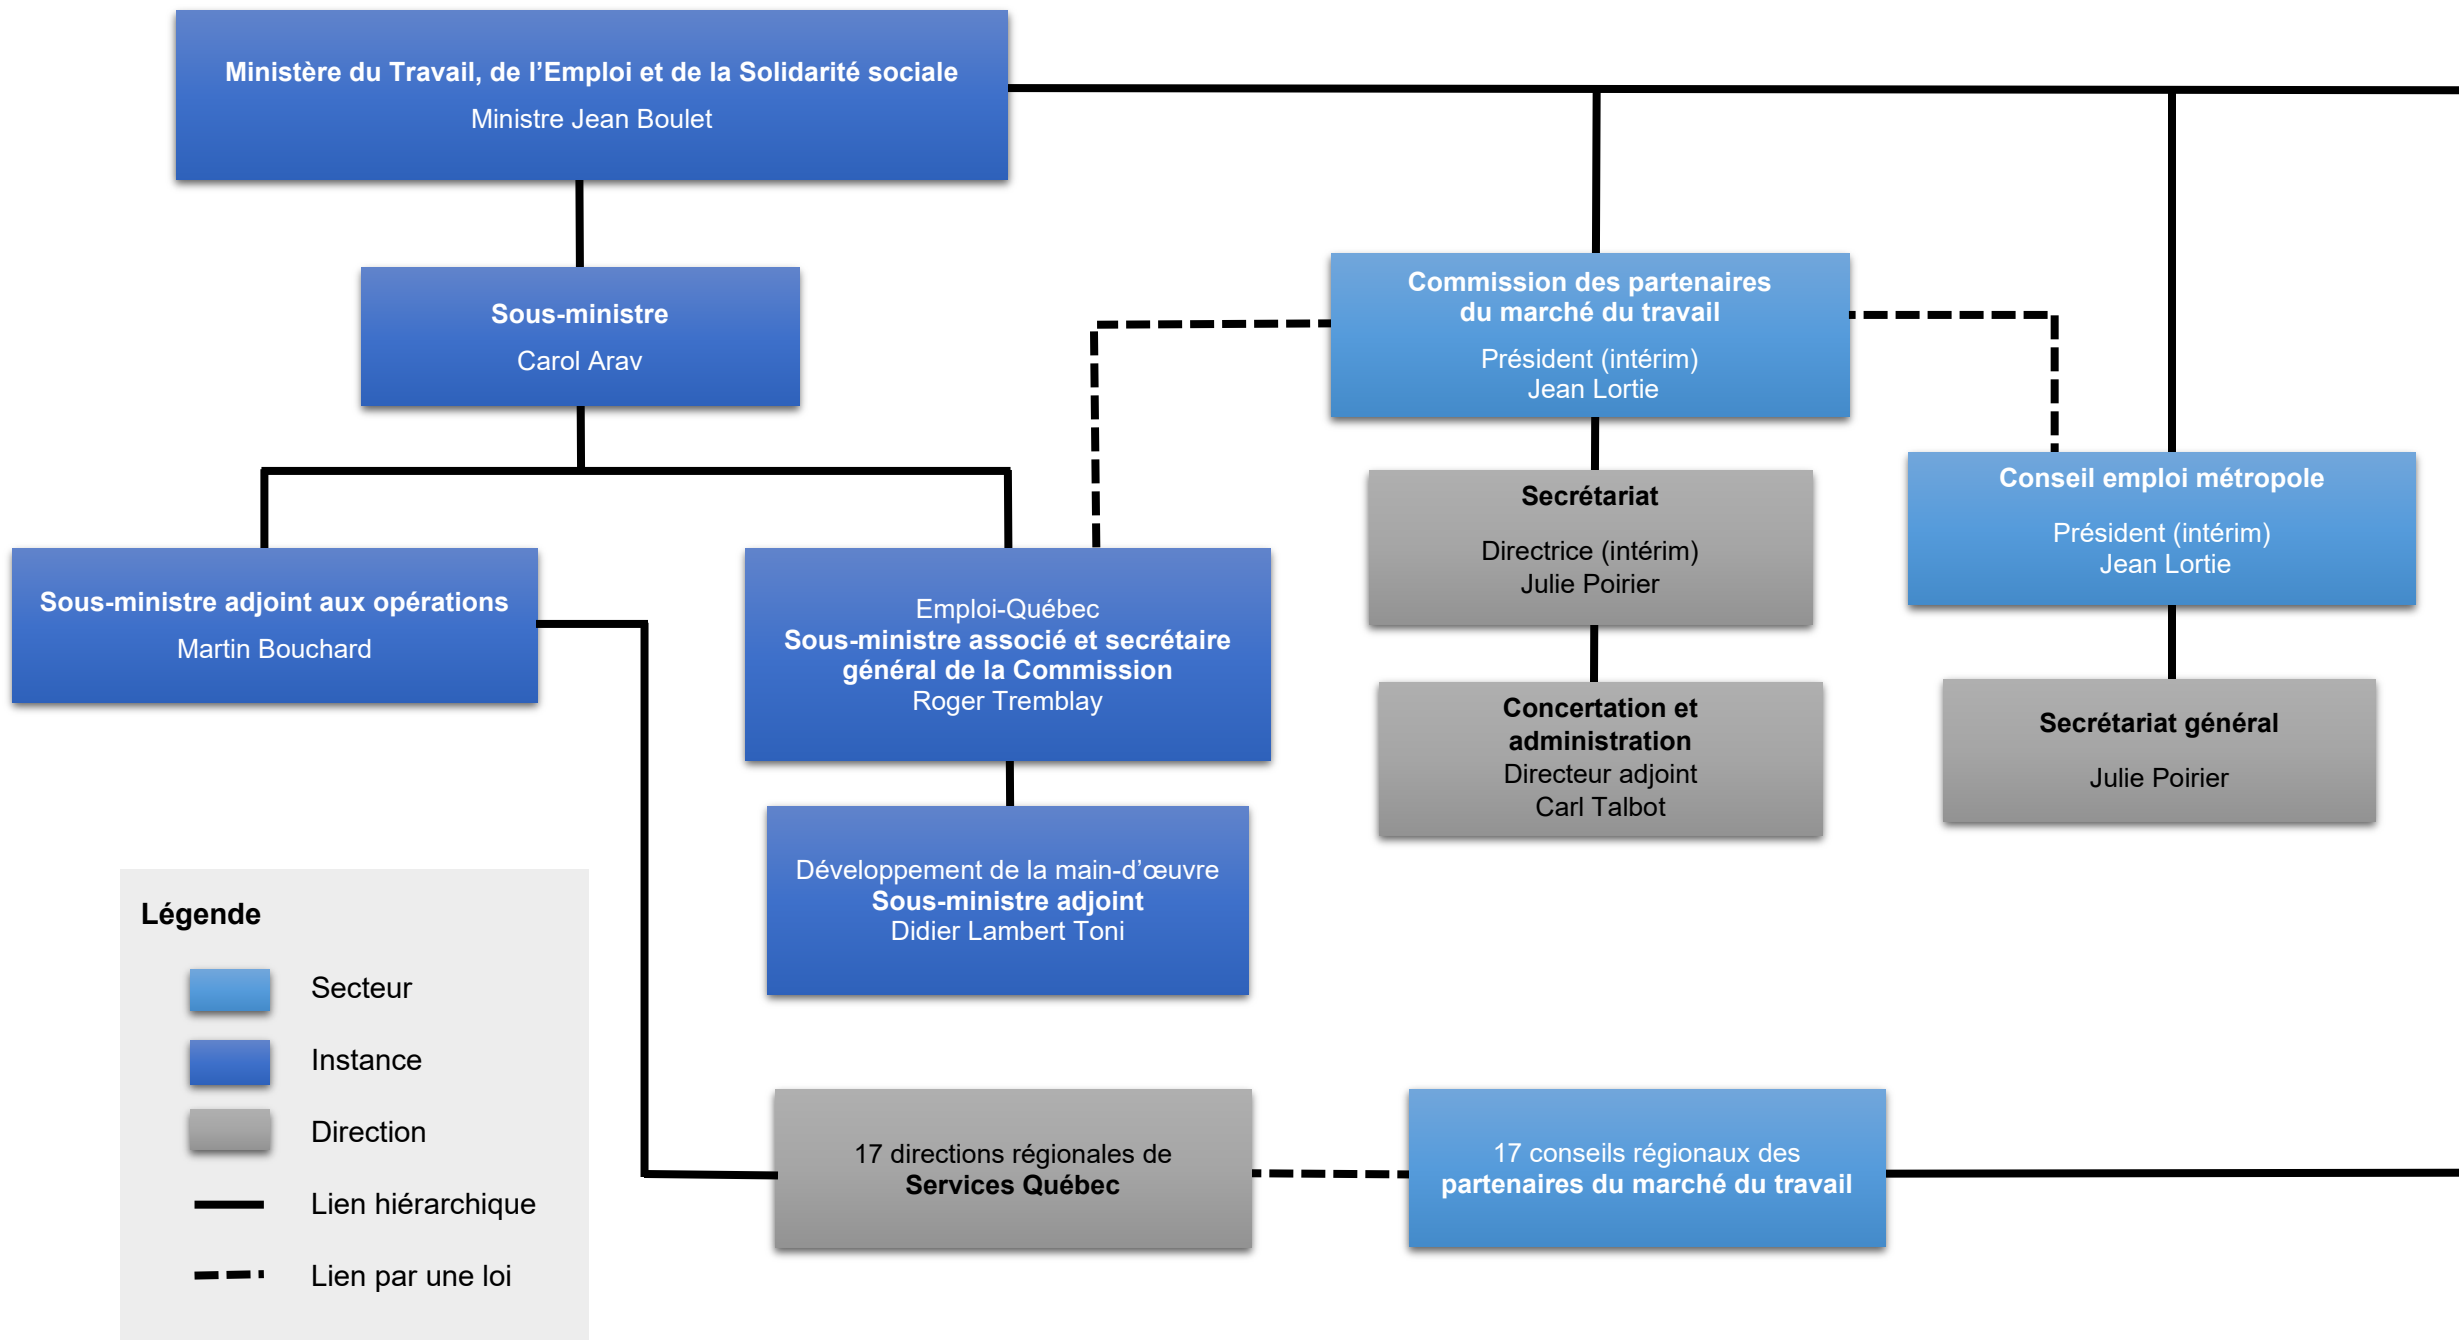 Ministère du Travail, de l’Emploi et de la Solidarité sociale
Ministre Jean Boulet
Sous-ministre
Carol Arav
Commission des partenaires
du marché du travail
Président (intérim)
Jean Lortie
Secrétariat
Directrice (intérim)
Julie Poirier
Conseil emploi métropole
Président (intérim)
Jean Lortie
Sous-ministre adjoint aux opérations
Martin Bouchard
Emploi-Québec
Sous-ministre associé et secrétaire
général de la Commission
Roger Tremblay
Concertation et
administration
Directeur adjoint
Carl Talbot
Secrétariat général
Julie Poirier
Développement de la main-d’œuvre
Sous-ministre adjoint
Didier Lambert Toni
Légende
Secteur
Instance
Direction
Lien hiérarchique
Lien par une loi
17 directions régionales de
Services Québec
17 conseils régionaux des
partenaires du marché du travail